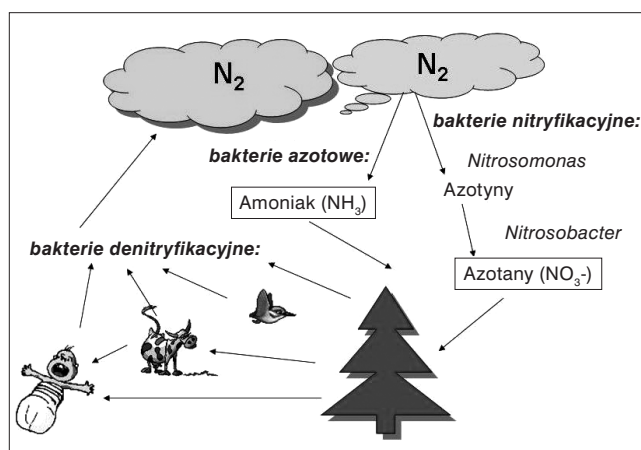 N₂
N₂
bakterie nitryfikacyjne:
bakterie azotowe:
Nitrosomonas
Azotyny
Amoniak (NH₃)
Nitrosobacter
bakterie denitryfikacyjne:
Azotany (NO₃-)